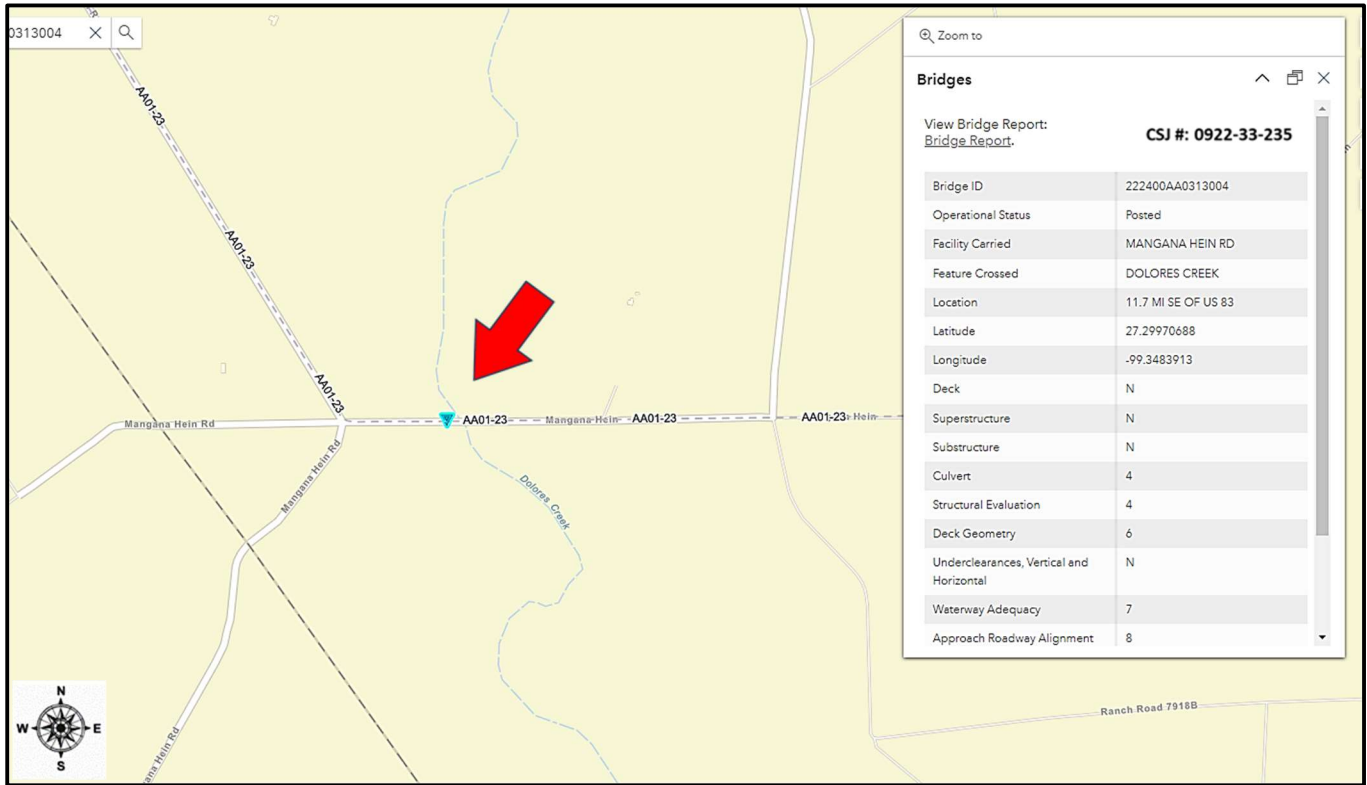 0313004
AA01-23
AA01-23
AA01-23
Mangana Hein Rd
Mangana Hein Rd
AA01-23
Mangana Hein
AA01-23
AA01-23
Hein
Dolores Creek
Ranch Road 7918B
N
W E
S
Zoom to
Bridges
View Bridge Report:
Bridge Report.
CSJ #: 0922-33-235
Bridge ID 222400AA0313004
Operational Status Posted
Facility Carried MANGANA HEIN RD
Feature Crossed DOLORES CREEK
Location 11.7 MI SE OF US 83
Latitude 27.29970688
Longitude -99.3483913
Deck N
Superstructure N
Substructure N
Culvert 4
Structural Evaluation 4
Deck Geometry 6
Underclearances, Vertical and
Horizontal N
Waterway Adequacy 7
Approach Roadway Alignment 8
ana Hein Rd